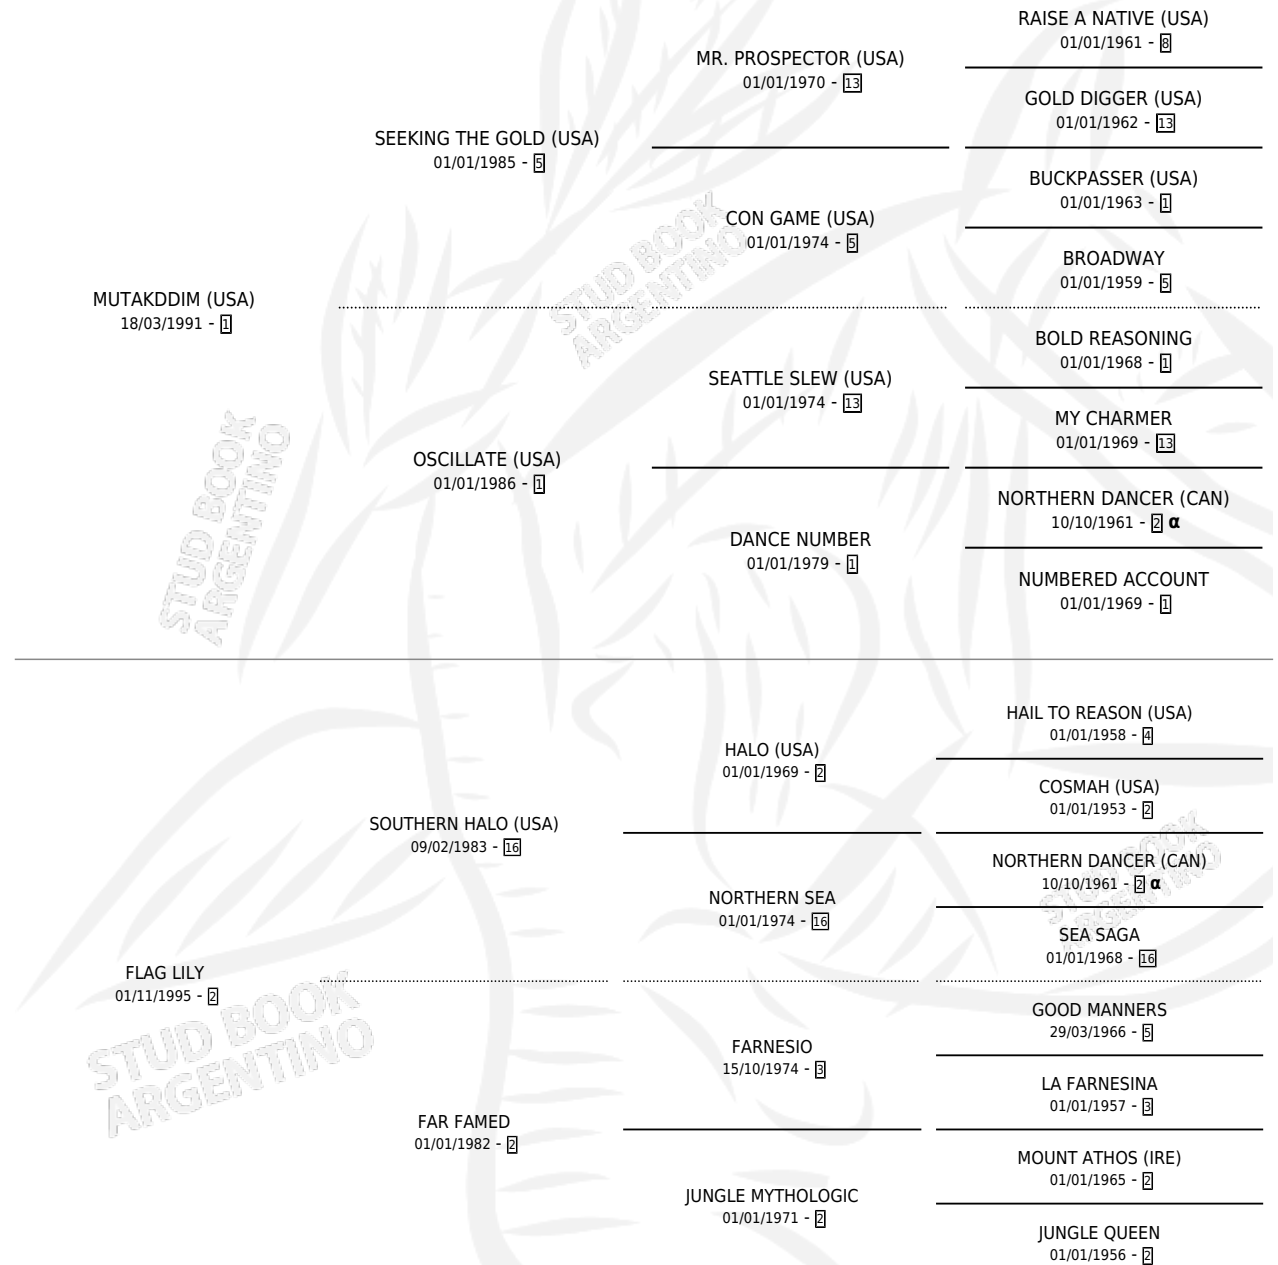 RAISE A NATIVE (USA)
01/01/1961 - 8
MR. PROSPECTOR (USA)
01/01/1970 - 13
GOLD DIGGER (USA)
01/01/1962 - 13
SEEKING THE GOLD (USA)
01/01/1985 - 5
BUCKPASSER (USA)
01/01/1963 - 1
CON GAME (USA)
01/01/1974 - 5
BROADWAY
01/01/1959 - 5
MUTAKDDIM (USA)
18/03/1991 - 1
BOLD REASONING
01/01/1968 - 1
SEATTLE SLEW (USA)
01/01/1974 - 13
MY CHARMER
01/01/1969 - 13
OSCILLATE (USA)
01/01/1986 - 1
NORTHERN DANCER (CAN)
10/10/1961 - 2 α
DANCE NUMBER
01/01/1979 - 1
NUMBERED ACCOUNT
01/01/1969 - 1
HAIL TO REASON (USA)
01/01/1958 - 4
HALO (USA)
01/01/1969 - 2
COSMAH (USA)
01/01/1953 - 2
SOUTHERN HALO (USA)
09/02/1983 - 16
NORTHERN DANCER (CAN)
10/10/1961 - 2 α
NORTHERN SEA
01/01/1974 - 16
SEA SAGA
01/01/1968 - 16
FLAG LILY
01/11/1995 - 2
GOOD MANNERS
29/03/1966 - 5
FARNESIO
15/10/1974 - 3
LA FARNESINA
01/01/1957 - 3
FAR FAMED
01/01/1982 - 2
MOUNT ATHOS (IRE)
01/01/1965 - 2
JUNGLE MYTHOLOGIC
01/01/1971 - 2
JUNGLE QUEEN
01/01/1956 - 2
STUD BOOK
ARGENTINO
STUD BOOK
ARGENTINO
STUD BOOK
ARGENTINO
STUD BOOK
ARGENTINO